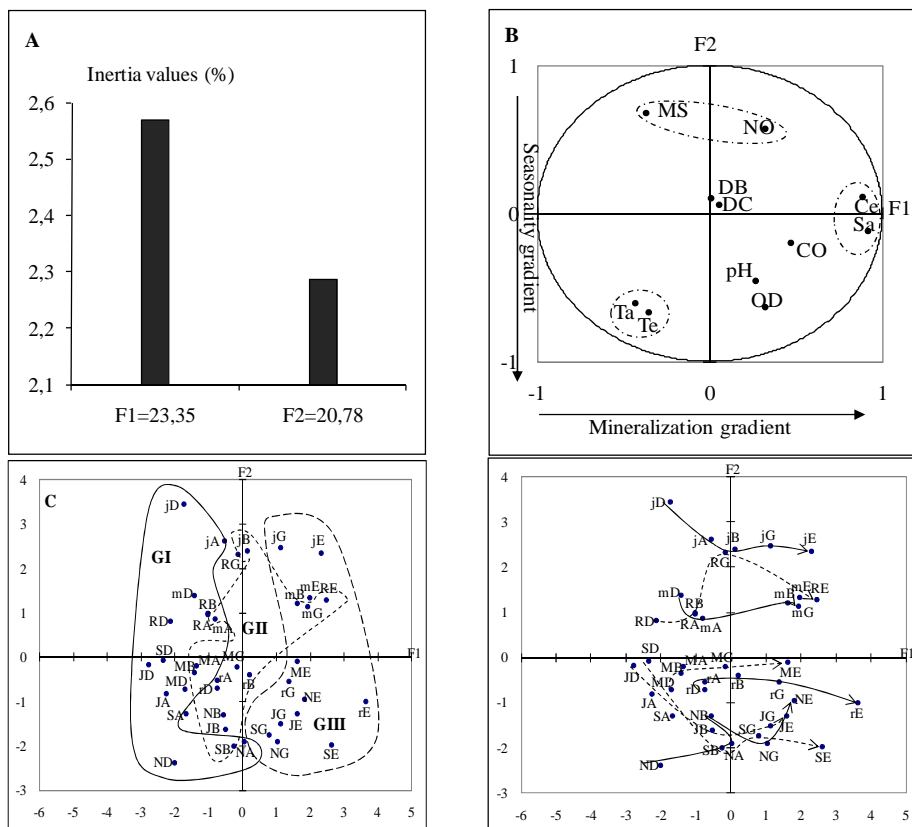 A
Inertia values (%)
2,6
2,5
2,4
2,3
2,2
2,1
F1=23,35
F2=20,78
B
F2
1
MS
NO
DB
DC
Ce
F1
0
Sa
CO
pH
OD
Ta
Te
-1
-1
0
1
Seasonality gradient
Mineralization gradient
C
F2
4
3
2
1
0
-1
-2
-3
F1
-6 -5 -4 -3 -2 -1 0 1 2 3 4 5 6
GI
GII
GIII
jD
jA
jB
RG
jG
jE
mD
mE
RE
mB
mG
RB
RA
mA
RD
SD
JD
MA
MB
MG
ME
MD
rA
rD
rB
rG
JA
NE
rE
SA
NB
JG
JE
JB
SG
SB
NA
NG
SE
ND
F2
4
3
2
1
0
-1
-2
-3
F1
-6 -5 -4 -3 -2 -1 0 1 2 3 4 5
jD
jA
jB
RG
jG
jE
mD
mE
RE
mB
mG
RB
RA
mA
RD
SD
JD
MA
MB
MG
ME
MD
rA
rD
rB
rG
JA
NE
rE
SA
NB
JG
JE
JB
SG
SB
NA
NG
SE
ND